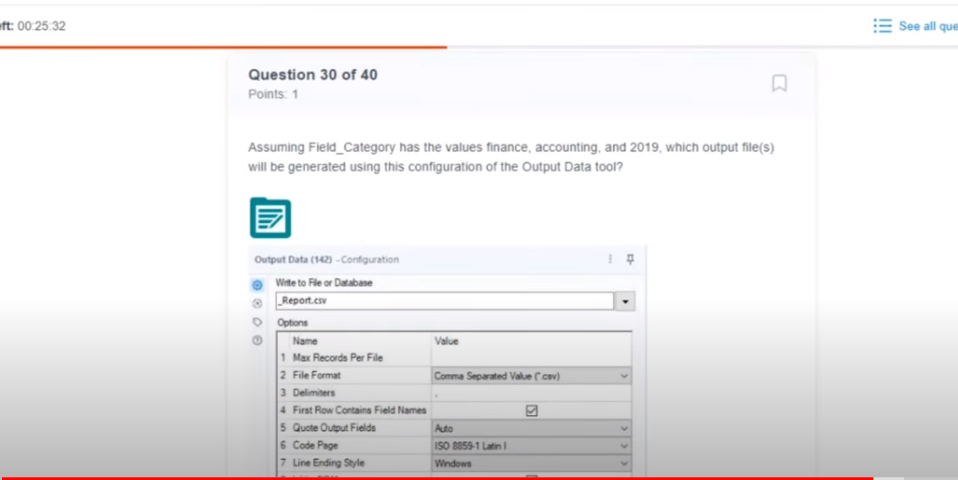 eft: 00:25:32
See all que
Question 30 of 40
Points: 1
Assuming Field_Category has the values finance, accounting, and 2019, which output file(s)
will be generated using this configuration of the Output Data tool?
Output Data (142) - Configuration
Write to File or Database
_Report.csv
Options
Name Value
1 Max Records Per File
2 File Format Comma Separated Value (*.csv)
3 Delimiters ,
4 First Row Contains Field Names
5 Quote Output Fields Auto
6 Code Page ISO 8859-1 Latin I
7 Line Ending Style Windows